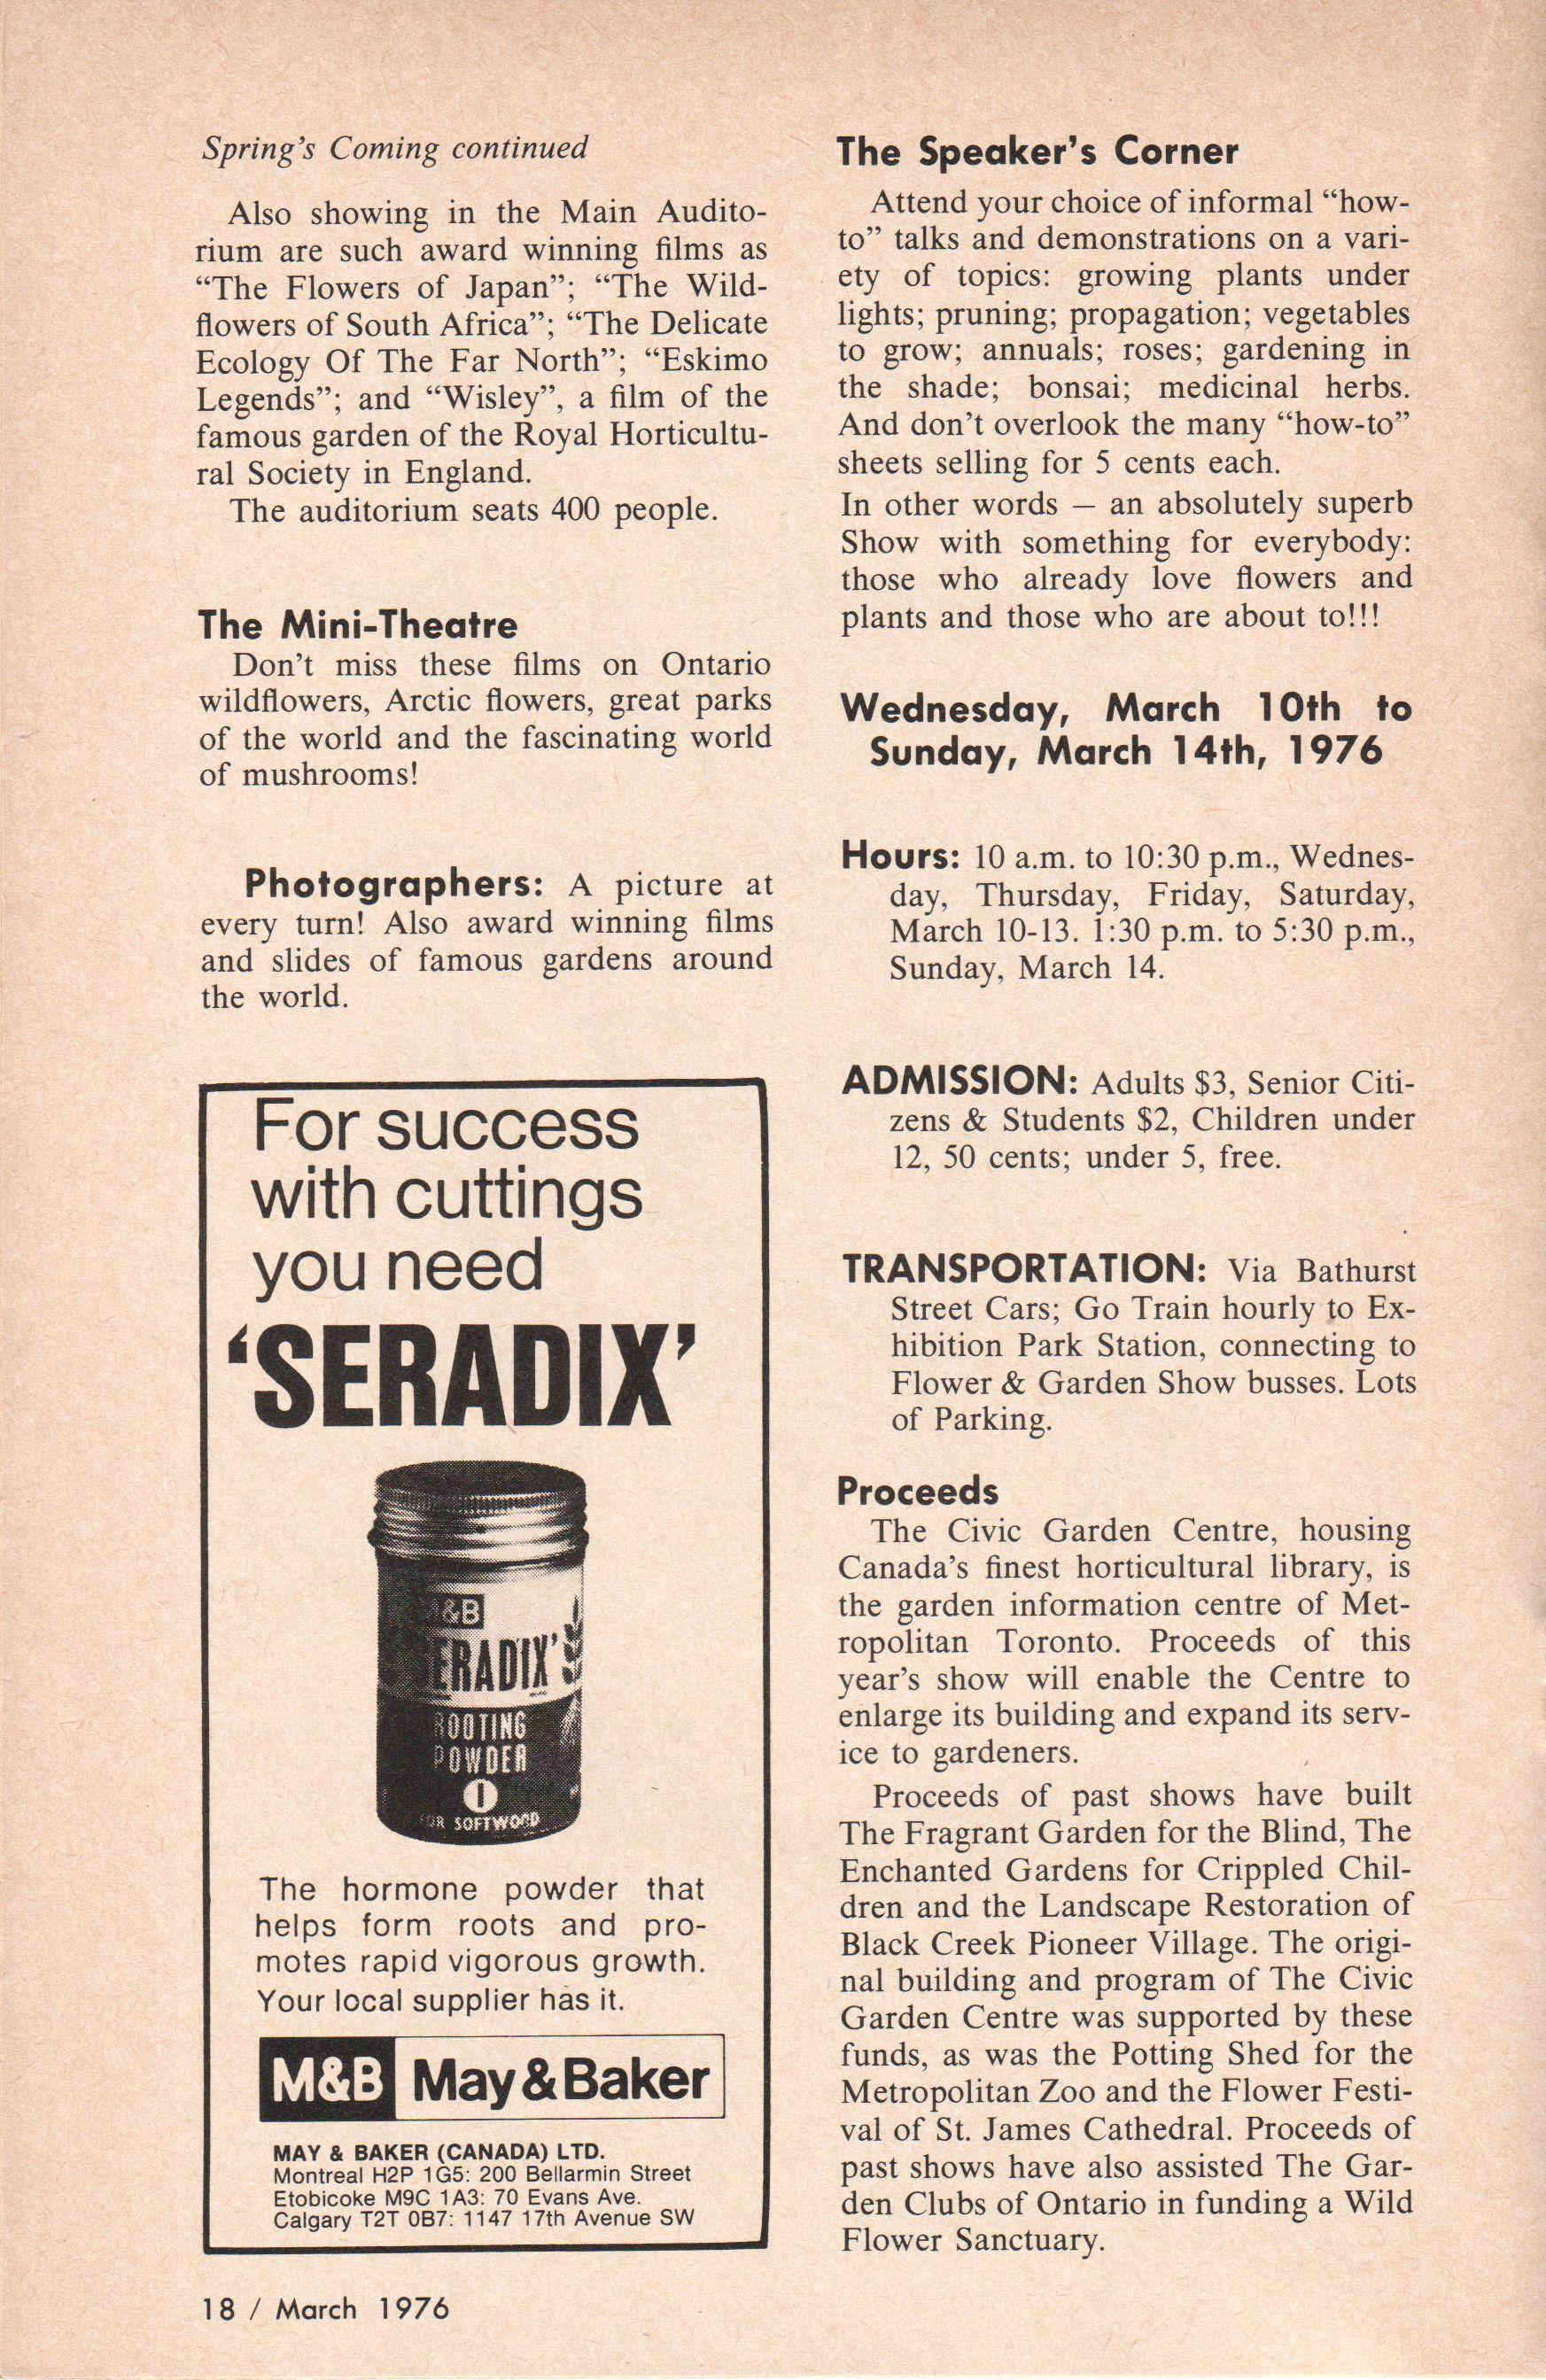 Spring's Coming continued
Also showing in the Main Audito-
rium are such award winning films as
“The Flowers of Japan”; “The Wild-
flowers of South Africa”; “The Delicate
Ecology Of The Far North”; “Eskimo
Legends”; and “Wisley”, a film of the
famous garden of the Royal Horticultu-
ral Society in England.
The auditorium seats 400 people.
The Mini-Theatre
Don't miss these films on Ontario
wildflowers, Arctic flowers, great parks
of the world and the fascinating world
of mushrooms!
Photographers: A picture at
every turn! Also award winning films
and slides of famous gardens around
the world.
For success
with cuttings
you need
‘SERADIX’
M&B
ERADIX’
ROOTING
POWDER
1
OR SOFTWOOD
The hormone powder that
helps form roots and pro-
motes rapid vigorous growth.
Your local supplier has it.
M&B May&Baker
MAY & BAKER (CANADA) LTD.
Montreal H2P 1G5: 200 Bellarmin Street
Etobicoke M9C 1A3: 70 Evans Ave.
Calgary T2T 0B7: 1147 17th Avenue SW
The Speaker's Corner
Attend your choice of informal “how-
to” talks and demonstrations on a vari-
ety of topics: growing plants under
lights; pruning; propagation; vegetables
to grow; annuals; roses; gardening in
the shade; bonsai; medicinal herbs.
And don't overlook the many “how-to”
sheets selling for 5 cents each.
In other words — an absolutely superb
Show with something for everybody:
those who already love flowers and
plants and those who are about to!!!
Wednesday, March 10th to
Sunday, March 14th, 1976
Hours: 10 a.m. to 10:30 p.m., Wednes-
day, Thursday, Friday, Saturday,
March 10-13. 1:30 p.m. to 5:30 p.m.,
Sunday, March 14.
ADMISSION: Adults $3, Senior Citi-
zens & Students $2, Children under
12, 50 cents; under 5, free.
TRANSPORTATION: Via Bathurst
Street Cars; Go Train hourly to Ex-
hibition Park Station, connecting to
Flower & Garden Show busses. Lots
of Parking.
Proceeds
The Civic Garden Centre, housing
Canada's finest horticultural library, is
the garden information centre of Met-
ropolitan Toronto. Proceeds of this
year's show will enable the Centre to
enlarge its building and expand its serv-
ice to gardeners.
Proceeds of past shows have built
The Fragrant Garden for the Blind, The
Enchanted Gardens for Crippled Chil-
dren and the Landscape Restoration of
Black Creek Pioneer Village. The origi-
nal building and program of The Civic
Garden Centre was supported by these
funds, as was the Potting Shed for the
Metropolitan Zoo and the Flower Festi-
val of St. James Cathedral. Proceeds of
past shows have also assisted The Gar-
den Clubs of Ontario in funding a Wild
Flower Sanctuary.
18 / March 1976